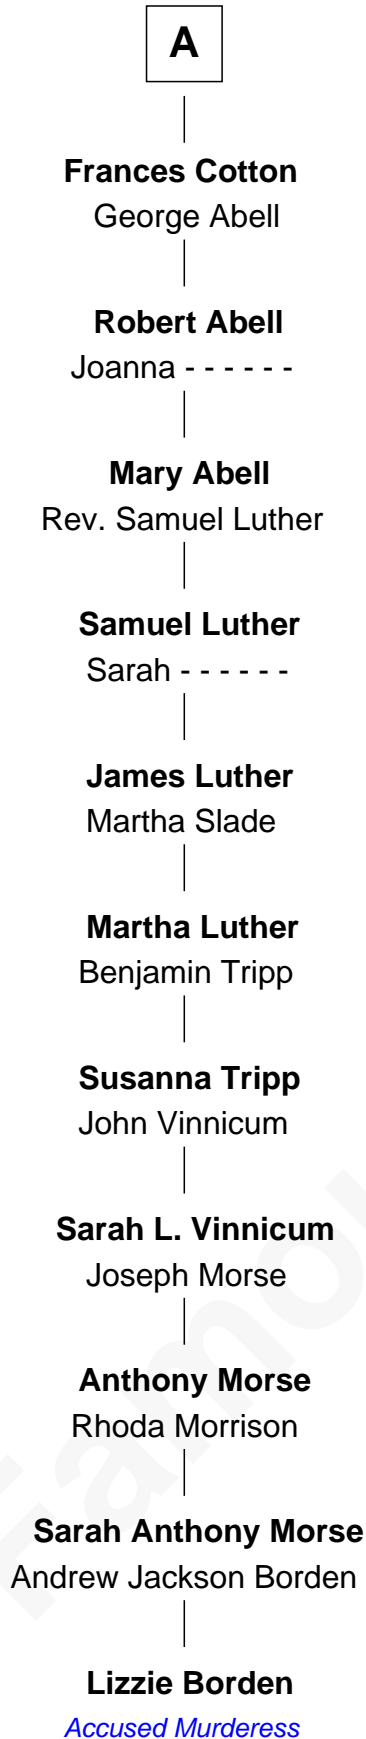 A
Frances Cotton
George Abell
Robert Abell
Joanna - - - - - -
Mary Abell
Rev. Samuel Luther
Samuel Luther
Sarah - - - - - -
James Luther
Martha Slade
Martha Luther
Benjamin Tripp
Susanna Tripp
John Vinnicum
Sarah L. Vinnicum
Joseph Morse
Anthony Morse
Rhoda Morrison
Sarah Anthony Morse
Andrew Jackson Borden
Lizzie Borden
Accused Murderess